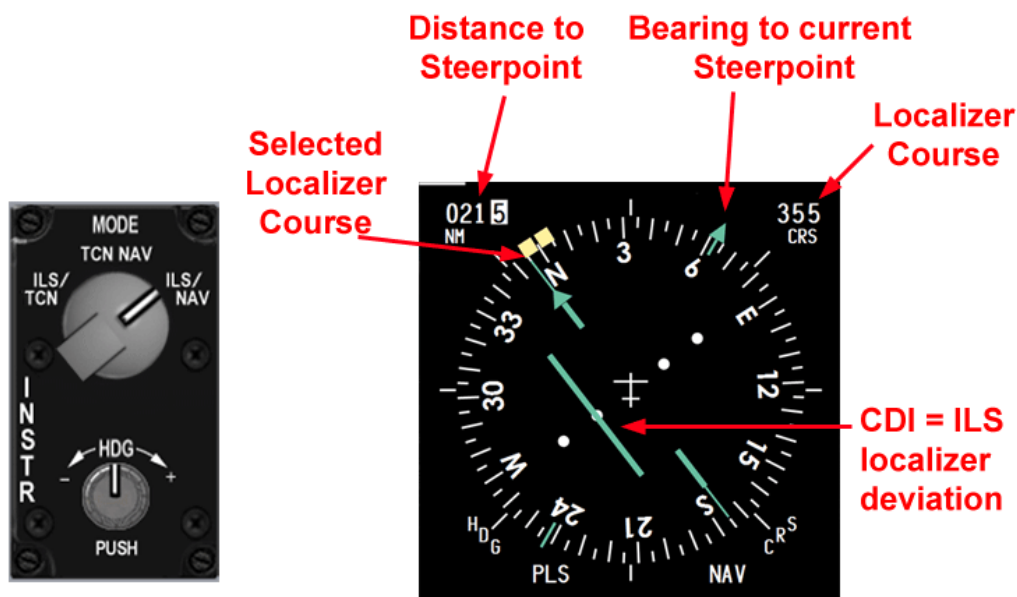 Distance to
Steerpoint
Bearing to current
Steerpoint
Localizer
Course
Selected
Localizer
Course
MODE
TCN NAV
ILS/
TCN
ILS/
NAV
INSTR
HDG
- +
PUSH
0215
NM
355
CRS
N
3
6
E
12
15
S
21
24
W
30
33
HDG
CRS
PLS
NAV
CDI = ILS
localizer
deviation